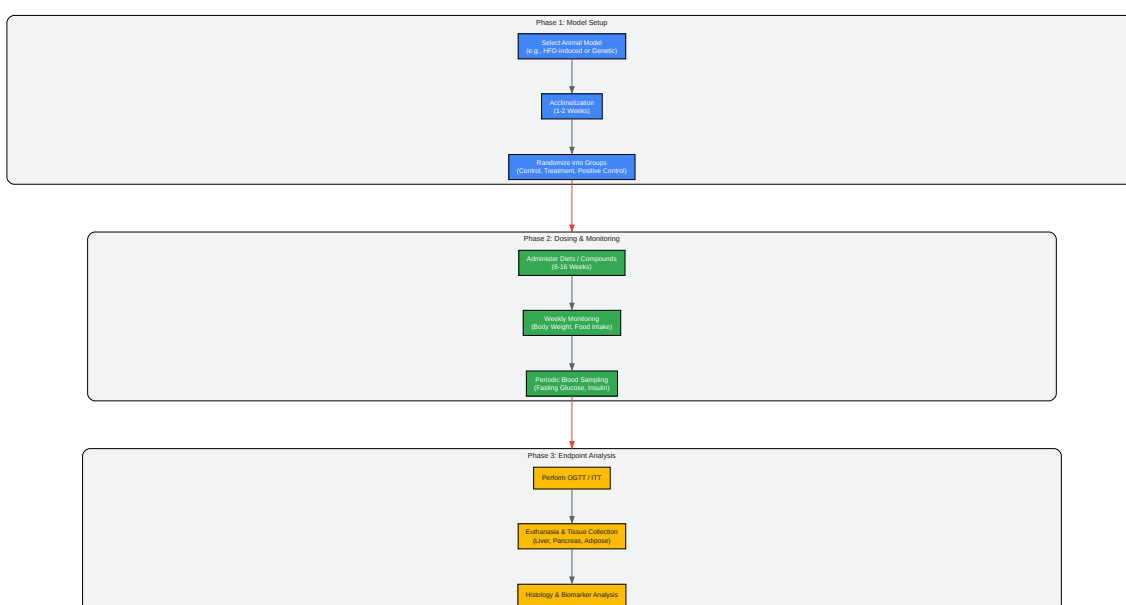 Phase 1: Model Setup
Select Animal Model
(e.g., HFD-induced or Genetic)
Acclimatization
(1-2 Weeks)
Randomize into Groups
(Control, Treatment, Positive Control)
Phase 2: Dosing & Monitoring
Administer Diets / Compounds
(8-16 Weeks)
Weekly Monitoring
(Body Weight, Food Intake)
Periodic Blood Sampling
(Fasting Glucose, Insulin)
Phase 3: Endpoint Analysis
Perform OGTT / ITT
Euthanasia & Tissue Collection
(Liver, Pancreas, Adipose)
Histology & Biomarker Analysis